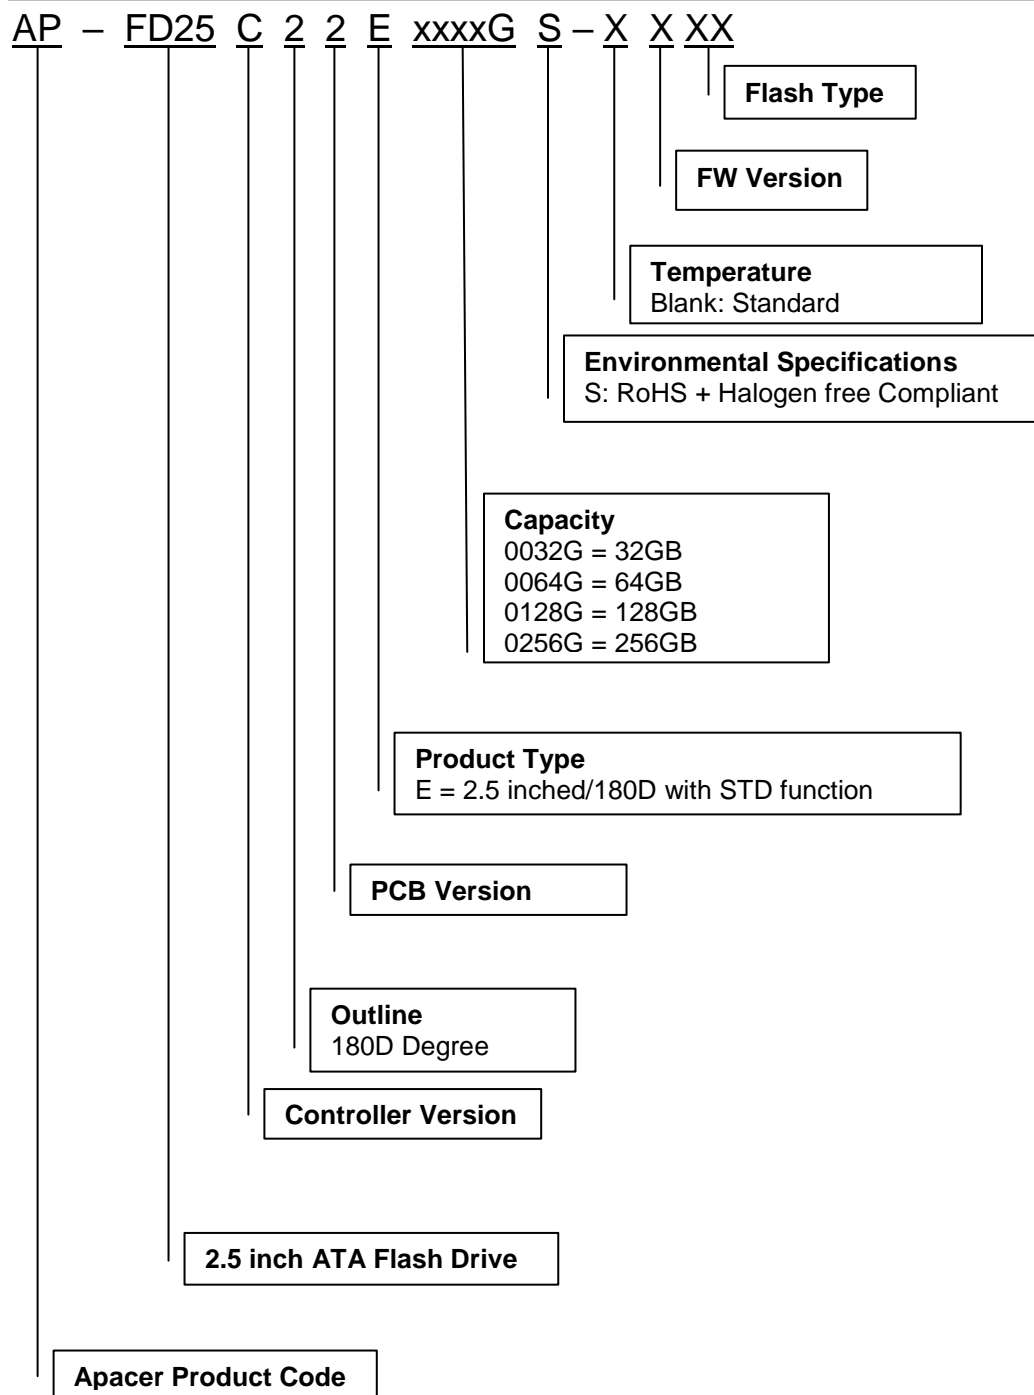 AP – FD25 C 2 2 E xxxxG S – X X XX
Flash Type
FW Version
Temperature
Blank: Standard
Environmental Specifications
S: RoHS + Halogen free Compliant
Capacity
0032G = 32GB
0064G = 64GB
0128G = 128GB
0256G = 256GB
Product Type
E = 2.5 inched/180D with STD function
PCB Version
Outline
180D Degree
Controller Version
2.5 inch ATA Flash Drive
Apacer Product Code